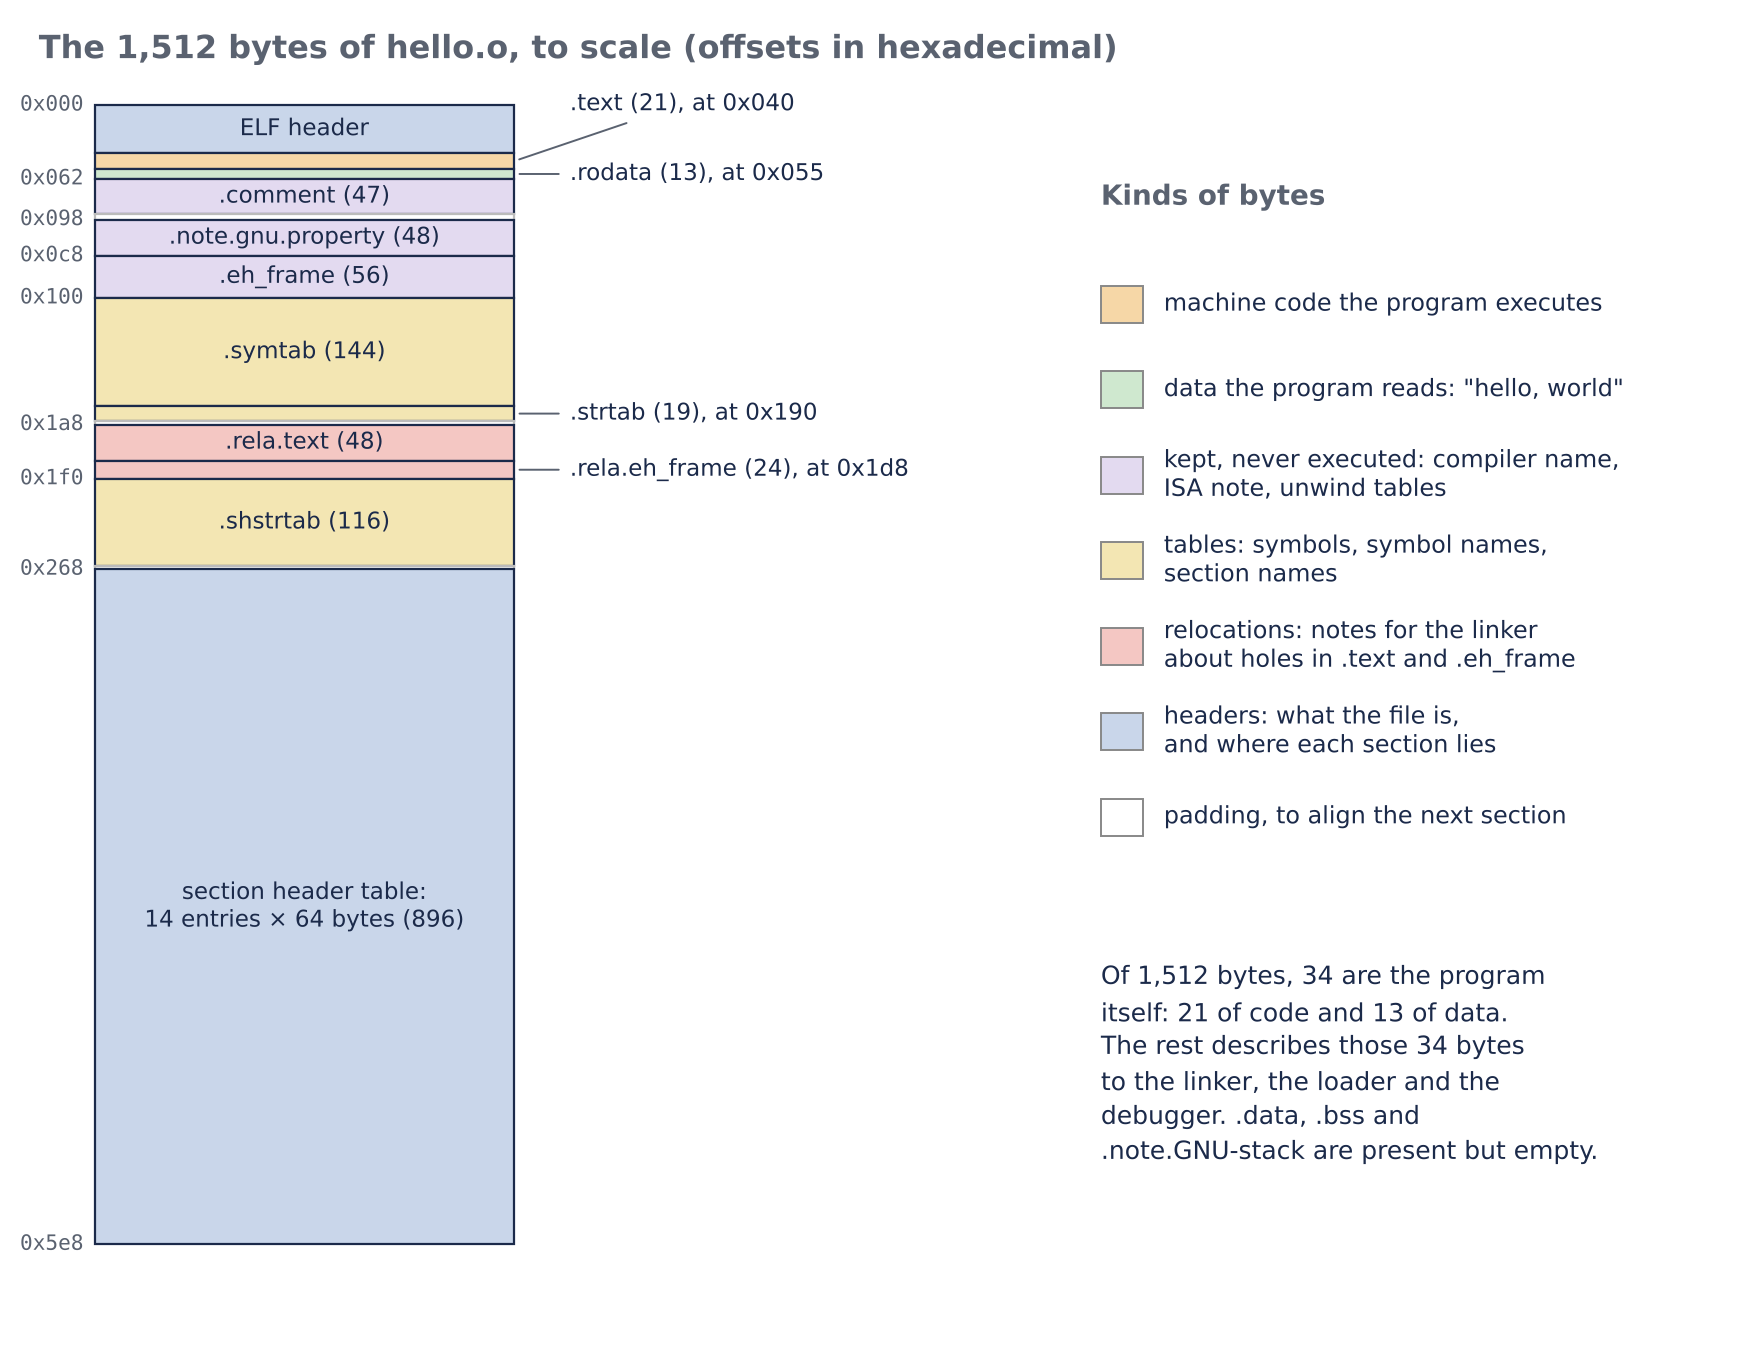 The 1,512 bytes of hello.o, to scale (offsets in hexadecimal)
0x000
ELF header
.text (21), at 0x040
.rodata (13), at 0x055
0x062
.comment (47)
0x098
.note.gnu.property (48)
0x0c8
.eh_frame (56)
0x100
.symtab (144)
.strtab (19), at 0x190
0x1a8
.rela.text (48)
.rela.eh_frame (24), at 0x1d8
0x1f0
.shstrtab (116)
0x268
section header table:
14 entries × 64 bytes (896)
0x5e8
Kinds of bytes
machine code the program executes
data the program reads: "hello, world"
kept, never executed: compiler name,
ISA note, unwind tables
tables: symbols, symbol names,
section names
relocations: notes for the linker
about holes in .text and .eh_frame
headers: what the file is,
and where each section lies
padding, to align the next section
Of 1,512 bytes, 34 are the program
itself: 21 of code and 13 of data.
The rest describes those 34 bytes
to the linker, the loader and the
debugger. .data, .bss and
.note.GNU-stack are present but empty.